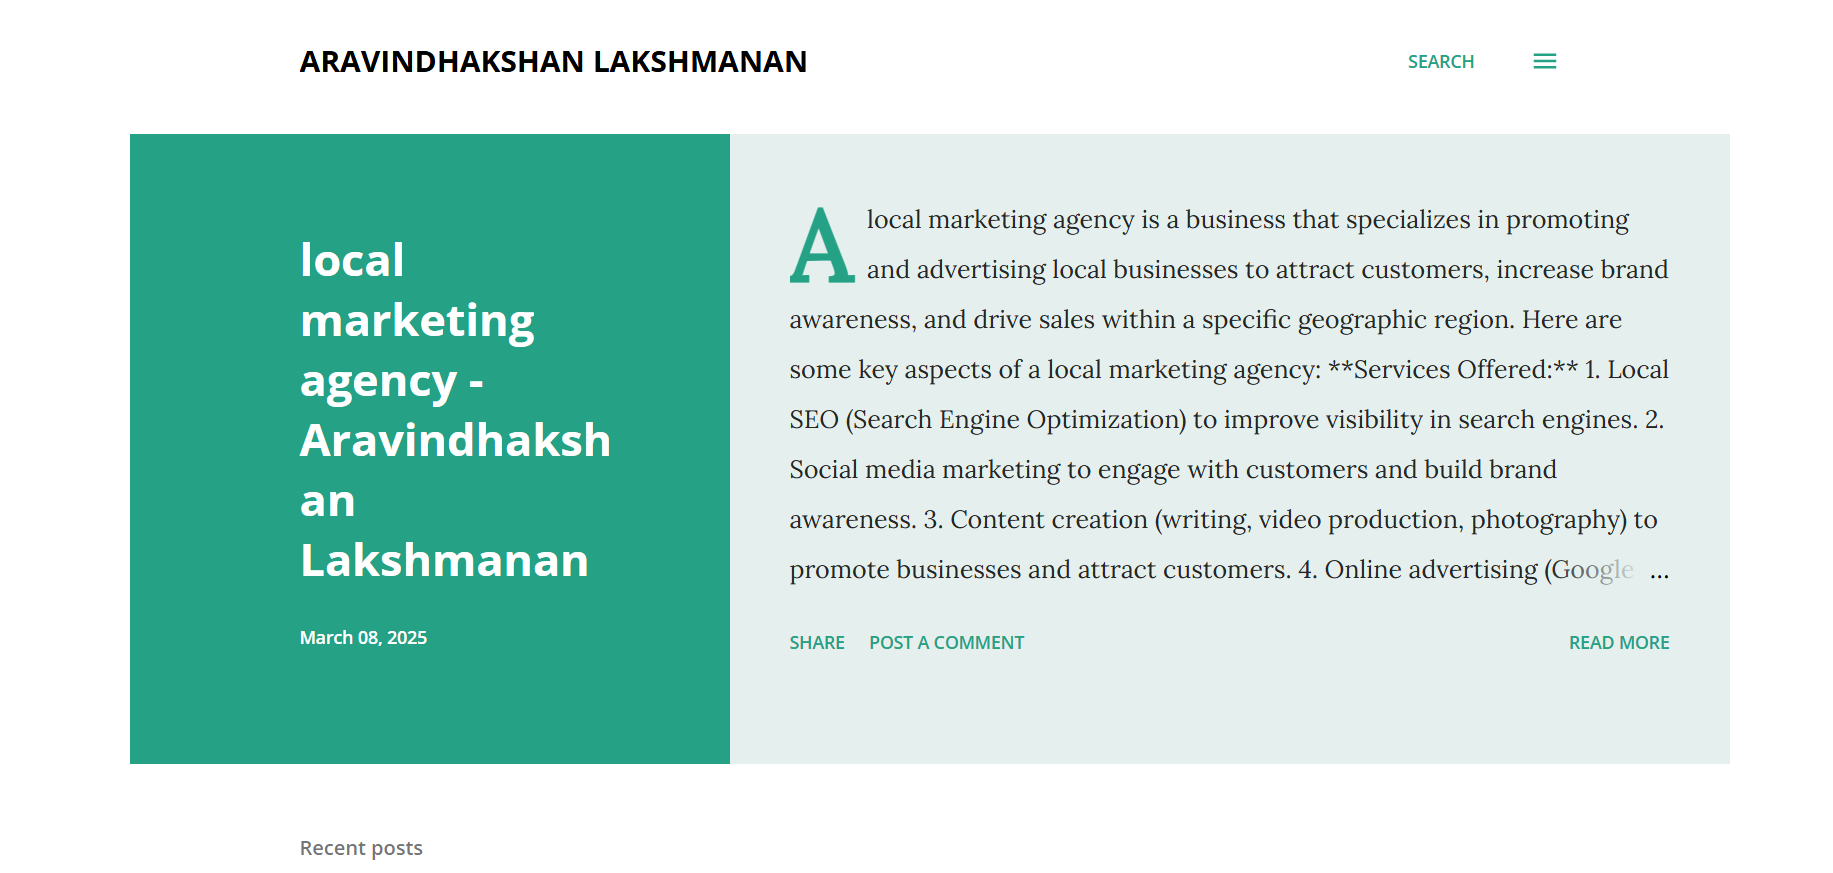 ARAVINDHAKSHAN LAKSHMANAN
SEARCH
local
marketing
agency -
Aravindhaksh
an
Lakshmanan
March 08, 2025
A local marketing agency is a business that specializes in promoting
and advertising local businesses to attract customers, increase brand
awareness, and drive sales within a specific geographic region. Here are
some key aspects of a local marketing agency: **Services Offered:** 1. Local
SEO (Search Engine Optimization) to improve visibility in search engines. 2.
Social media marketing to engage with customers and build brand
awareness. 3. Content creation (writing, video production, photography) to
promote businesses and attract customers. 4. Online advertising (Google ...
SHARE POST A COMMENT READ MORE
Recent posts